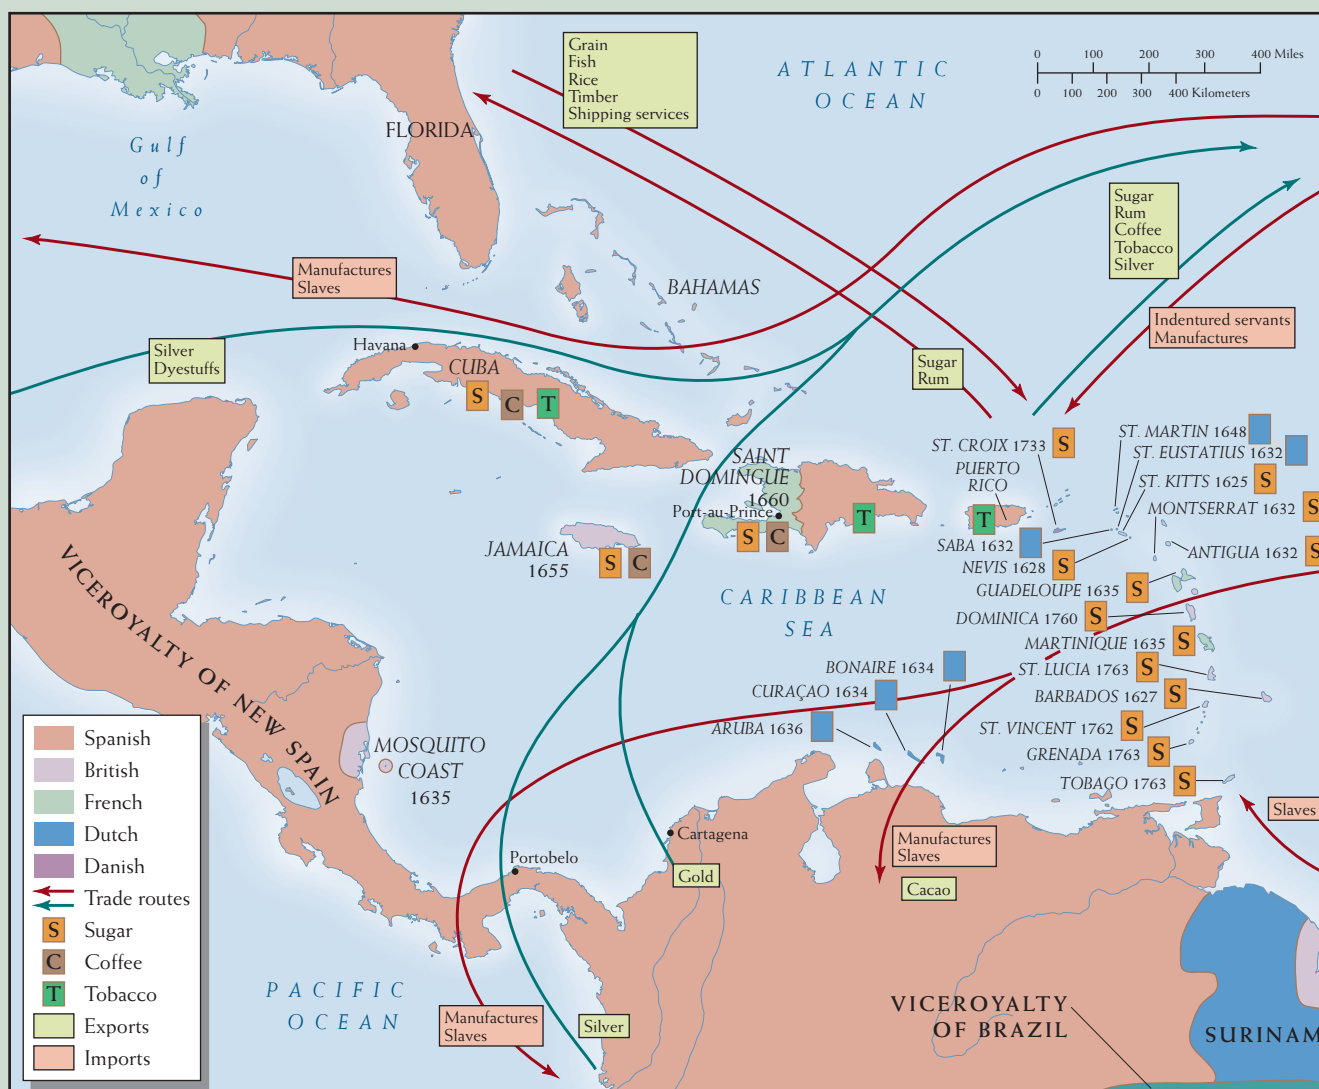 Grain
Fish
Rice
Timber
Shipping services
ATLANTIC
OCEAN
0 100 200 300 400 Miles
0 100 200 300 400 Kilometers
FLORIDA
Gulf
of
Mexico
Sugar
Rum
Coffee
Tobacco
Silver
Manufactures
Slaves
BAHAMAS
Indentured servants
Manufactures
Silver
Dyestuffs
Havana
CUBA
S C T
Sugar
Rum
ST. CROIX 1733 S
ST. MARTIN 1648
ST. EUSTATIUS 1632
ST. KITTS 1625 S
MONTSERRAT 1632 S
ANTIGUA 1632 S
SAINT
DOMINGUE
1660
Port-au-Prince
S C
T
PUERTO
RICO
T
SABA 1632
NEVIS 1628 S
JAMAICA
1655
S C
GUADELOUPE 1635 S
DOMINICA 1760 S
MARTINIQUE 1635 S
ST. LUCIA 1763 S
BARBADOS 1627 S
ST. VINCENT 1762 S
GRENADA 1763 S
TOBAGO 1763 S
CARIBBEAN
SEA
BONAIRE 1634
CURAÇAO 1634
ARUBA 1636
VICEROYALTY OF NEW SPAIN
MOSQUITO
COAST
1635
Cartagena
Portobelo
Gold
Manufactures
Slaves
Cacao
Slaves
Spanish
British
French
Dutch
Danish
Trade routes
S Sugar
C Coffee
T Tobacco
Exports
Imports
PACIFIC
OCEAN
Manufactures
Slaves
Silver
VICEROYALTY
OF BRAZIL
SURINAM